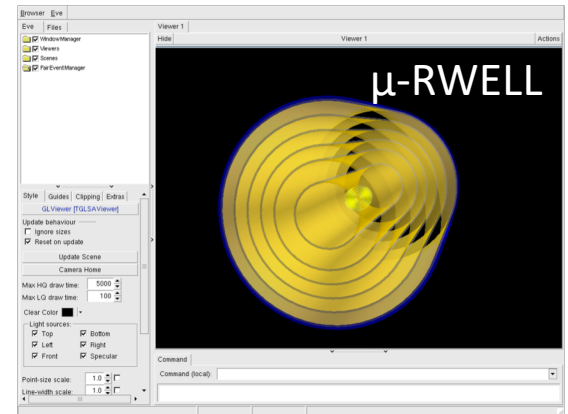 Browser Eve
Eve Files
WindowManager
Viewers
Scenes
FairEventManager
Style Guides Clipping Extras
GLViewer [TGLSAViewer]
Update behaviour
Ignore sizes
Reset on update
Update Scene
Camera Home
Max HQ draw time: 5000
Max LQ draw time: 100
Clear Color
Light sources:
Top Bottom
Left Right
Front Specular
Point-size scale: 1.0
Line-width scale: 1.0
Viewer 1
Hide Viewer 1 Actions
μ-RWELL
Command
Command (local):